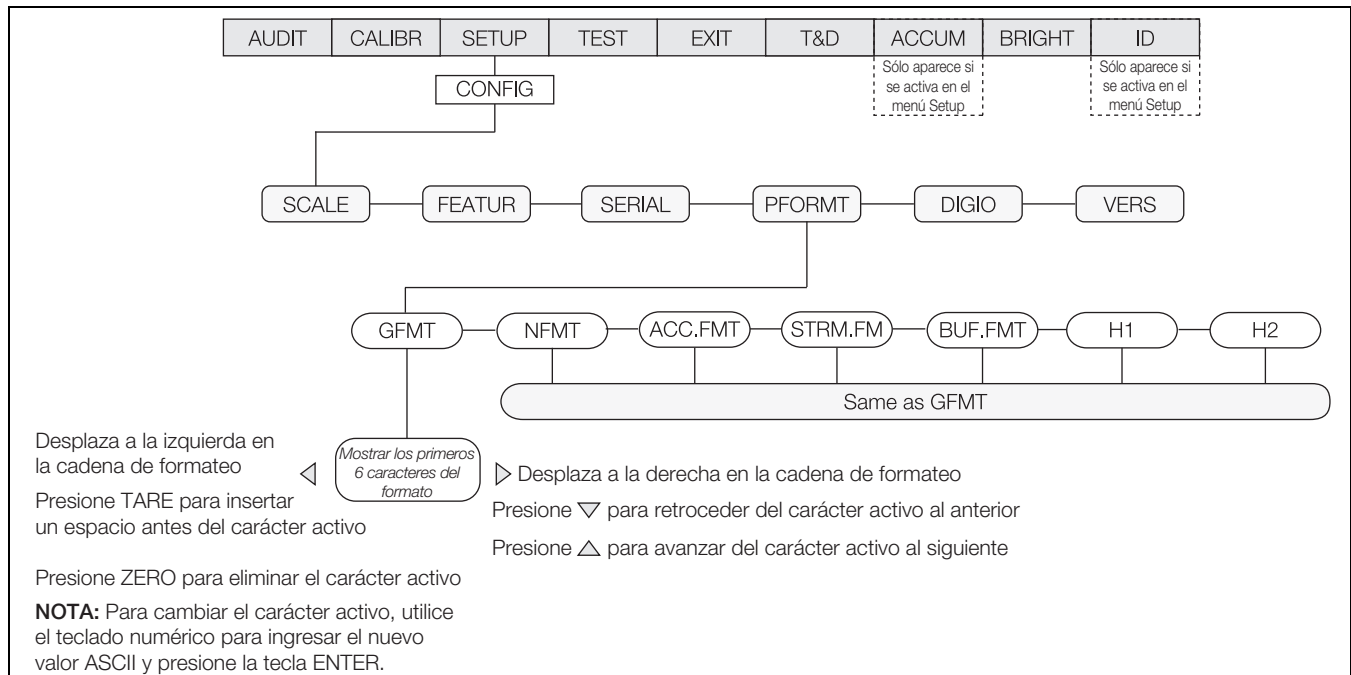 AUDIT CALIBR SETUP TEST EXIT T&D ACCUM BRIGHT ID
Sólo aparece si
se activa en el
menú Setup
Sólo aparece si
se activa en el
menú Setup
CONFIG
SCALE FEATUR SERIAL PFORMT DIGIO VERS
GFMT NFMT ACC.FMT STRM.FM BUF.FMT H1 H2
Same as GFMT
Desplaza a la izquierda en
la cadena de formateo
Presione TARE para insertar
un espacio antes del carácter activo
Mostrar los primeros
6 caracteres del
formato
Desplaza a la derecha en la cadena de formateo
Presione ▽ para retroceder del carácter activo al anterior
Presione △ para avanzar del carácter activo al siguiente
Presione ZERO para eliminar el carácter activo
NOTA: Para cambiar el carácter activo, utilice
el teclado numérico para ingresar el nuevo
valor ASCII y presione la tecla ENTER.